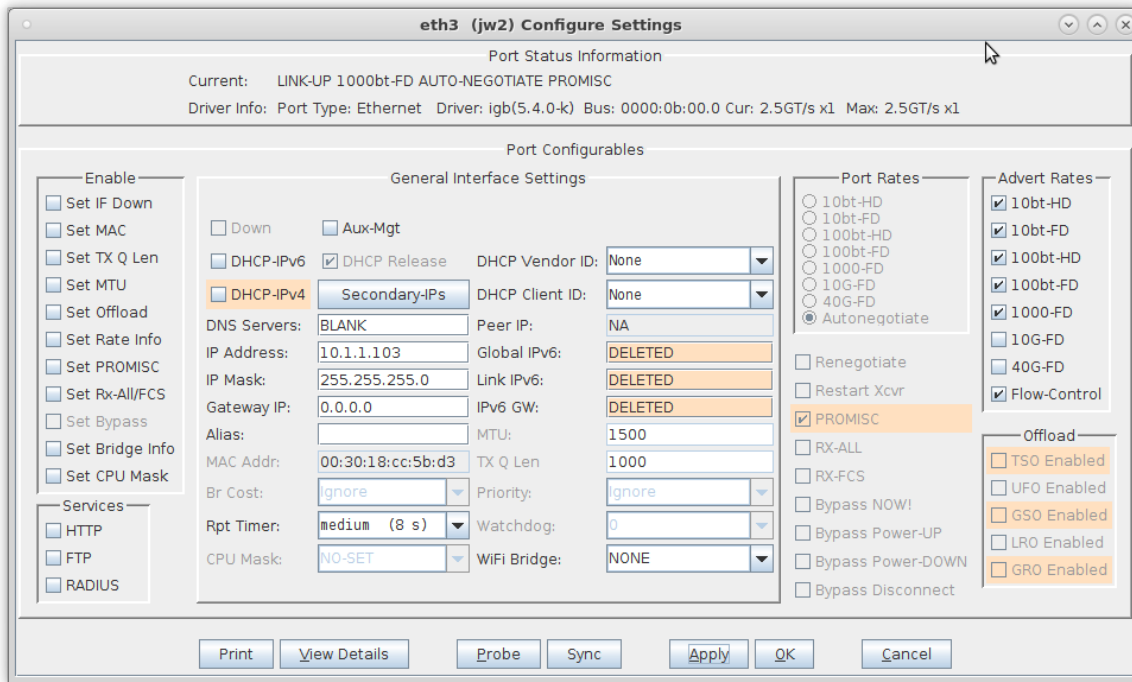 eth3  (jw2) Configure Settings
Port Status Information
Current: LINK-UP 1000bt-FD AUTO-NEGOTIATE PROMISC
Driver Info: Port Type: Ethernet  Driver: igb(5.4.0-k)  Bus: 0000:0b:00.0 Cur: 2.5GT/s x1  Max: 2.5GT/s x1
Port Configurables
Enable
Set IF Down
Set MAC
Set TX Q Len
Set MTU
Set Offload
Set Rate Info
Set PROMISC
Set Rx-All/FCS
Set Bypass
Set Bridge Info
Set CPU Mask
Services
HTTP
FTP
RADIUS
General Interface Settings
Down Aux-Mgt
DHCP-IPv6 DHCP Release DHCP Vendor ID: None
DHCP-IPv4 Secondary-IPs DHCP Client ID: None
DNS Servers: BLANK Peer IP: NA
IP Address: 10.1.1.103 Global IPv6: DELETED
IP Mask: 255.255.255.0 Link IPv6: DELETED
Gateway IP: 0.0.0.0 IPv6 GW: DELETED
Alias: MTU: 1500
MAC Addr: 00:30:18:cc:5b:d3 TX Q Len 1000
Br Cost: Ignore Priority: Ignore
Rpt Timer: medium  (8 s) Watchdog: 0
CPU Mask: NO-SET WiFi Bridge: NONE
Port Rates
10bt-HD
10bt-FD
100bt-HD
100bt-FD
1000-FD
10G-FD
40G-FD
Autonegotiate
Renegotiate
Restart Xcvr
PROMISC
RX-ALL
RX-FCS
Bypass NOW!
Bypass Power-UP
Bypass Power-DOWN
Bypass Disconnect
Advert Rates
10bt-HD
10bt-FD
100bt-HD
100bt-FD
1000-FD
10G-FD
40G-FD
Flow-Control
Offload
TSO Enabled
UFO Enabled
GSO Enabled
LRO Enabled
GRO Enabled
Print View Details Probe Sync Apply OK Cancel